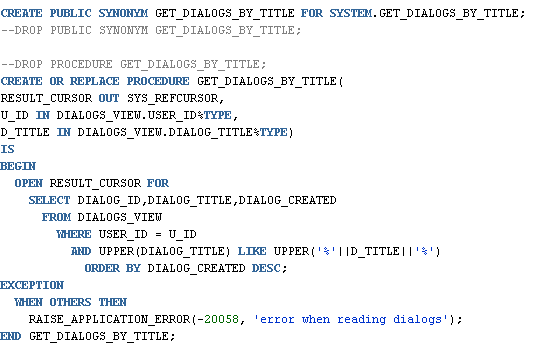 CREATE PUBLIC SYNONYM GET_DIALOGS_BY_TITLE FOR SYSTEM.GET_DIALOGS_BY_TITLE;
--DROP PUBLIC SYNONYM GET_DIALOGS_BY_TITLE;

--DROP PROCEDURE GET_DIALOGS_BY_TITLE;
CREATE OR REPLACE PROCEDURE GET_DIALOGS_BY_TITLE(
RESULT_CURSOR OUT SYS_REFCURSOR,
U_ID IN DIALOGS_VIEW.USER_ID%TYPE,
D_TITLE IN DIALOGS_VIEW.DIALOG_TITLE%TYPE)
IS
BEGIN
  OPEN RESULT_CURSOR FOR
    SELECT DIALOG_ID,DIALOG_TITLE,DIALOG_CREATED
      FROM DIALOGS_VIEW
        WHERE USER_ID = U_ID
          AND UPPER(DIALOG_TITLE) LIKE UPPER('%'||D_TITLE||'%')
            ORDER BY DIALOG_CREATED DESC;
EXCEPTION
  WHEN OTHERS THEN
    RAISE_APPLICATION_ERROR(-20058, 'error when reading dialogs');
END GET_DIALOGS_BY_TITLE;